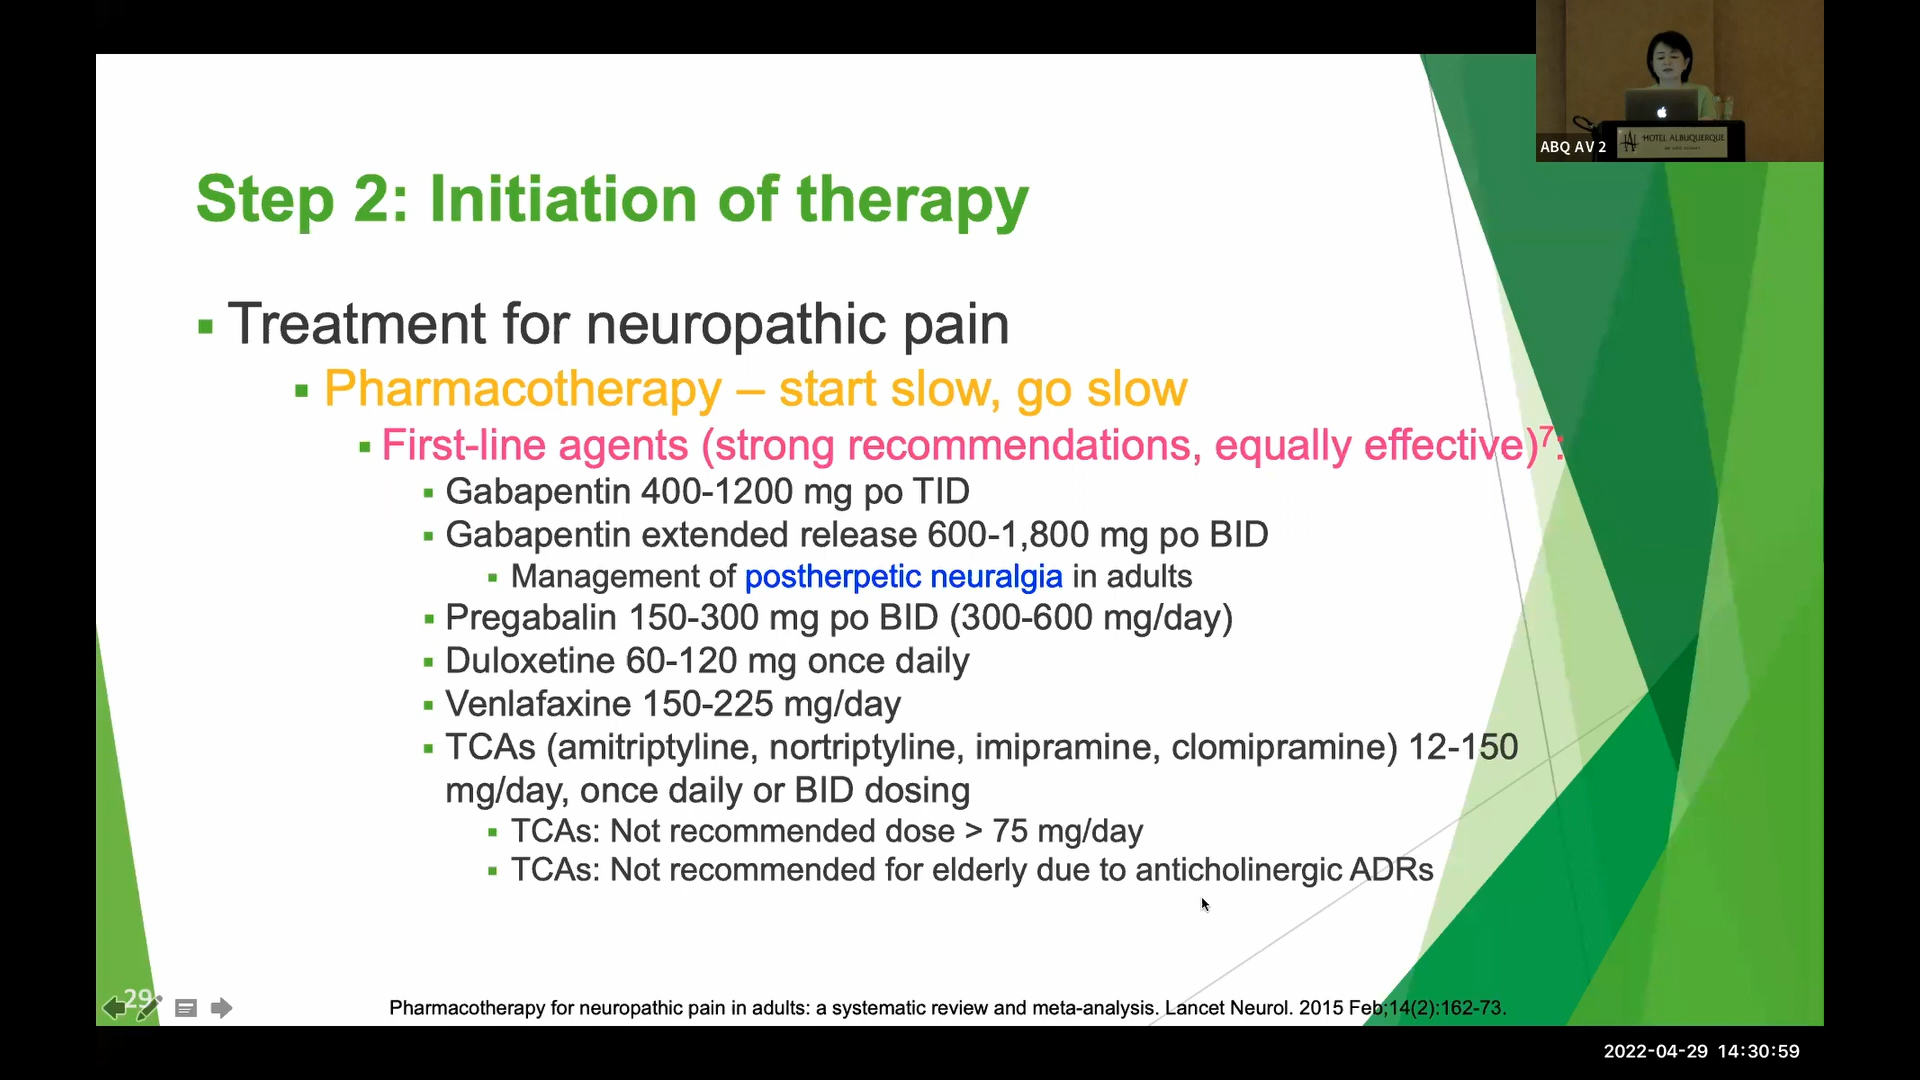 HOTEL ALBUQUERQUE
ABQ AV 2
Step 2: Initiation of therapy
Treatment for neuropathic pain
Pharmacotherapy – start slow, go slow
First-line agents (strong recommendations, equally effective)7:
Gabapentin 400-1200 mg po TID
Gabapentin extended release 600-1,800 mg po BID
Management of postherpetic neuralgia in adults
Pregabalin 150-300 mg po BID (300-600 mg/day)
Duloxetine 60-120 mg once daily
Venlafaxine 150-225 mg/day
TCAs (amitriptyline, nortriptyline, imipramine, clomipramine) 12-150
mg/day, once daily or BID dosing
TCAs: Not recommended dose > 75 mg/day
TCAs: Not recommended for elderly due to anticholinergic ADRs
29
Pharmacotherapy for neuropathic pain in adults: a systematic review and meta-analysis. Lancet Neurol. 2015 Feb;14(2):162-73.
2022-04-29 14:30:59